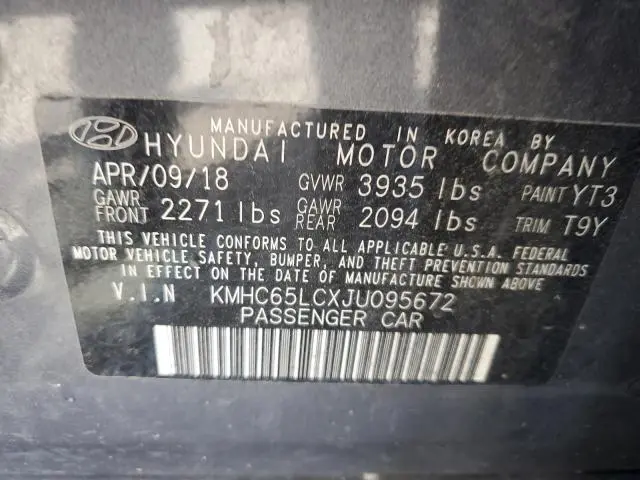 MANUFACTURED IN KOREA BY
HYUNDAI MOTOR COMPANY
APR/09/18 GVWR 3935 lbs PAINT YT3
GAWR FRONT 2271 lbs GAWR REAR 2094 lbs TRIM T9Y
THIS VEHICLE CONFORMS TO ALL APPLICABLE U.S.A. FEDERAL
MOTOR VEHICLE SAFETY, BUMPER, AND THEFT PREVENTION STANDARDS
IN EFFECT ON THE DATE OF MANUFACTURE SHOWN ABOVE
V.I.N KMHC65LCXJU095672
PASSENGER CAR